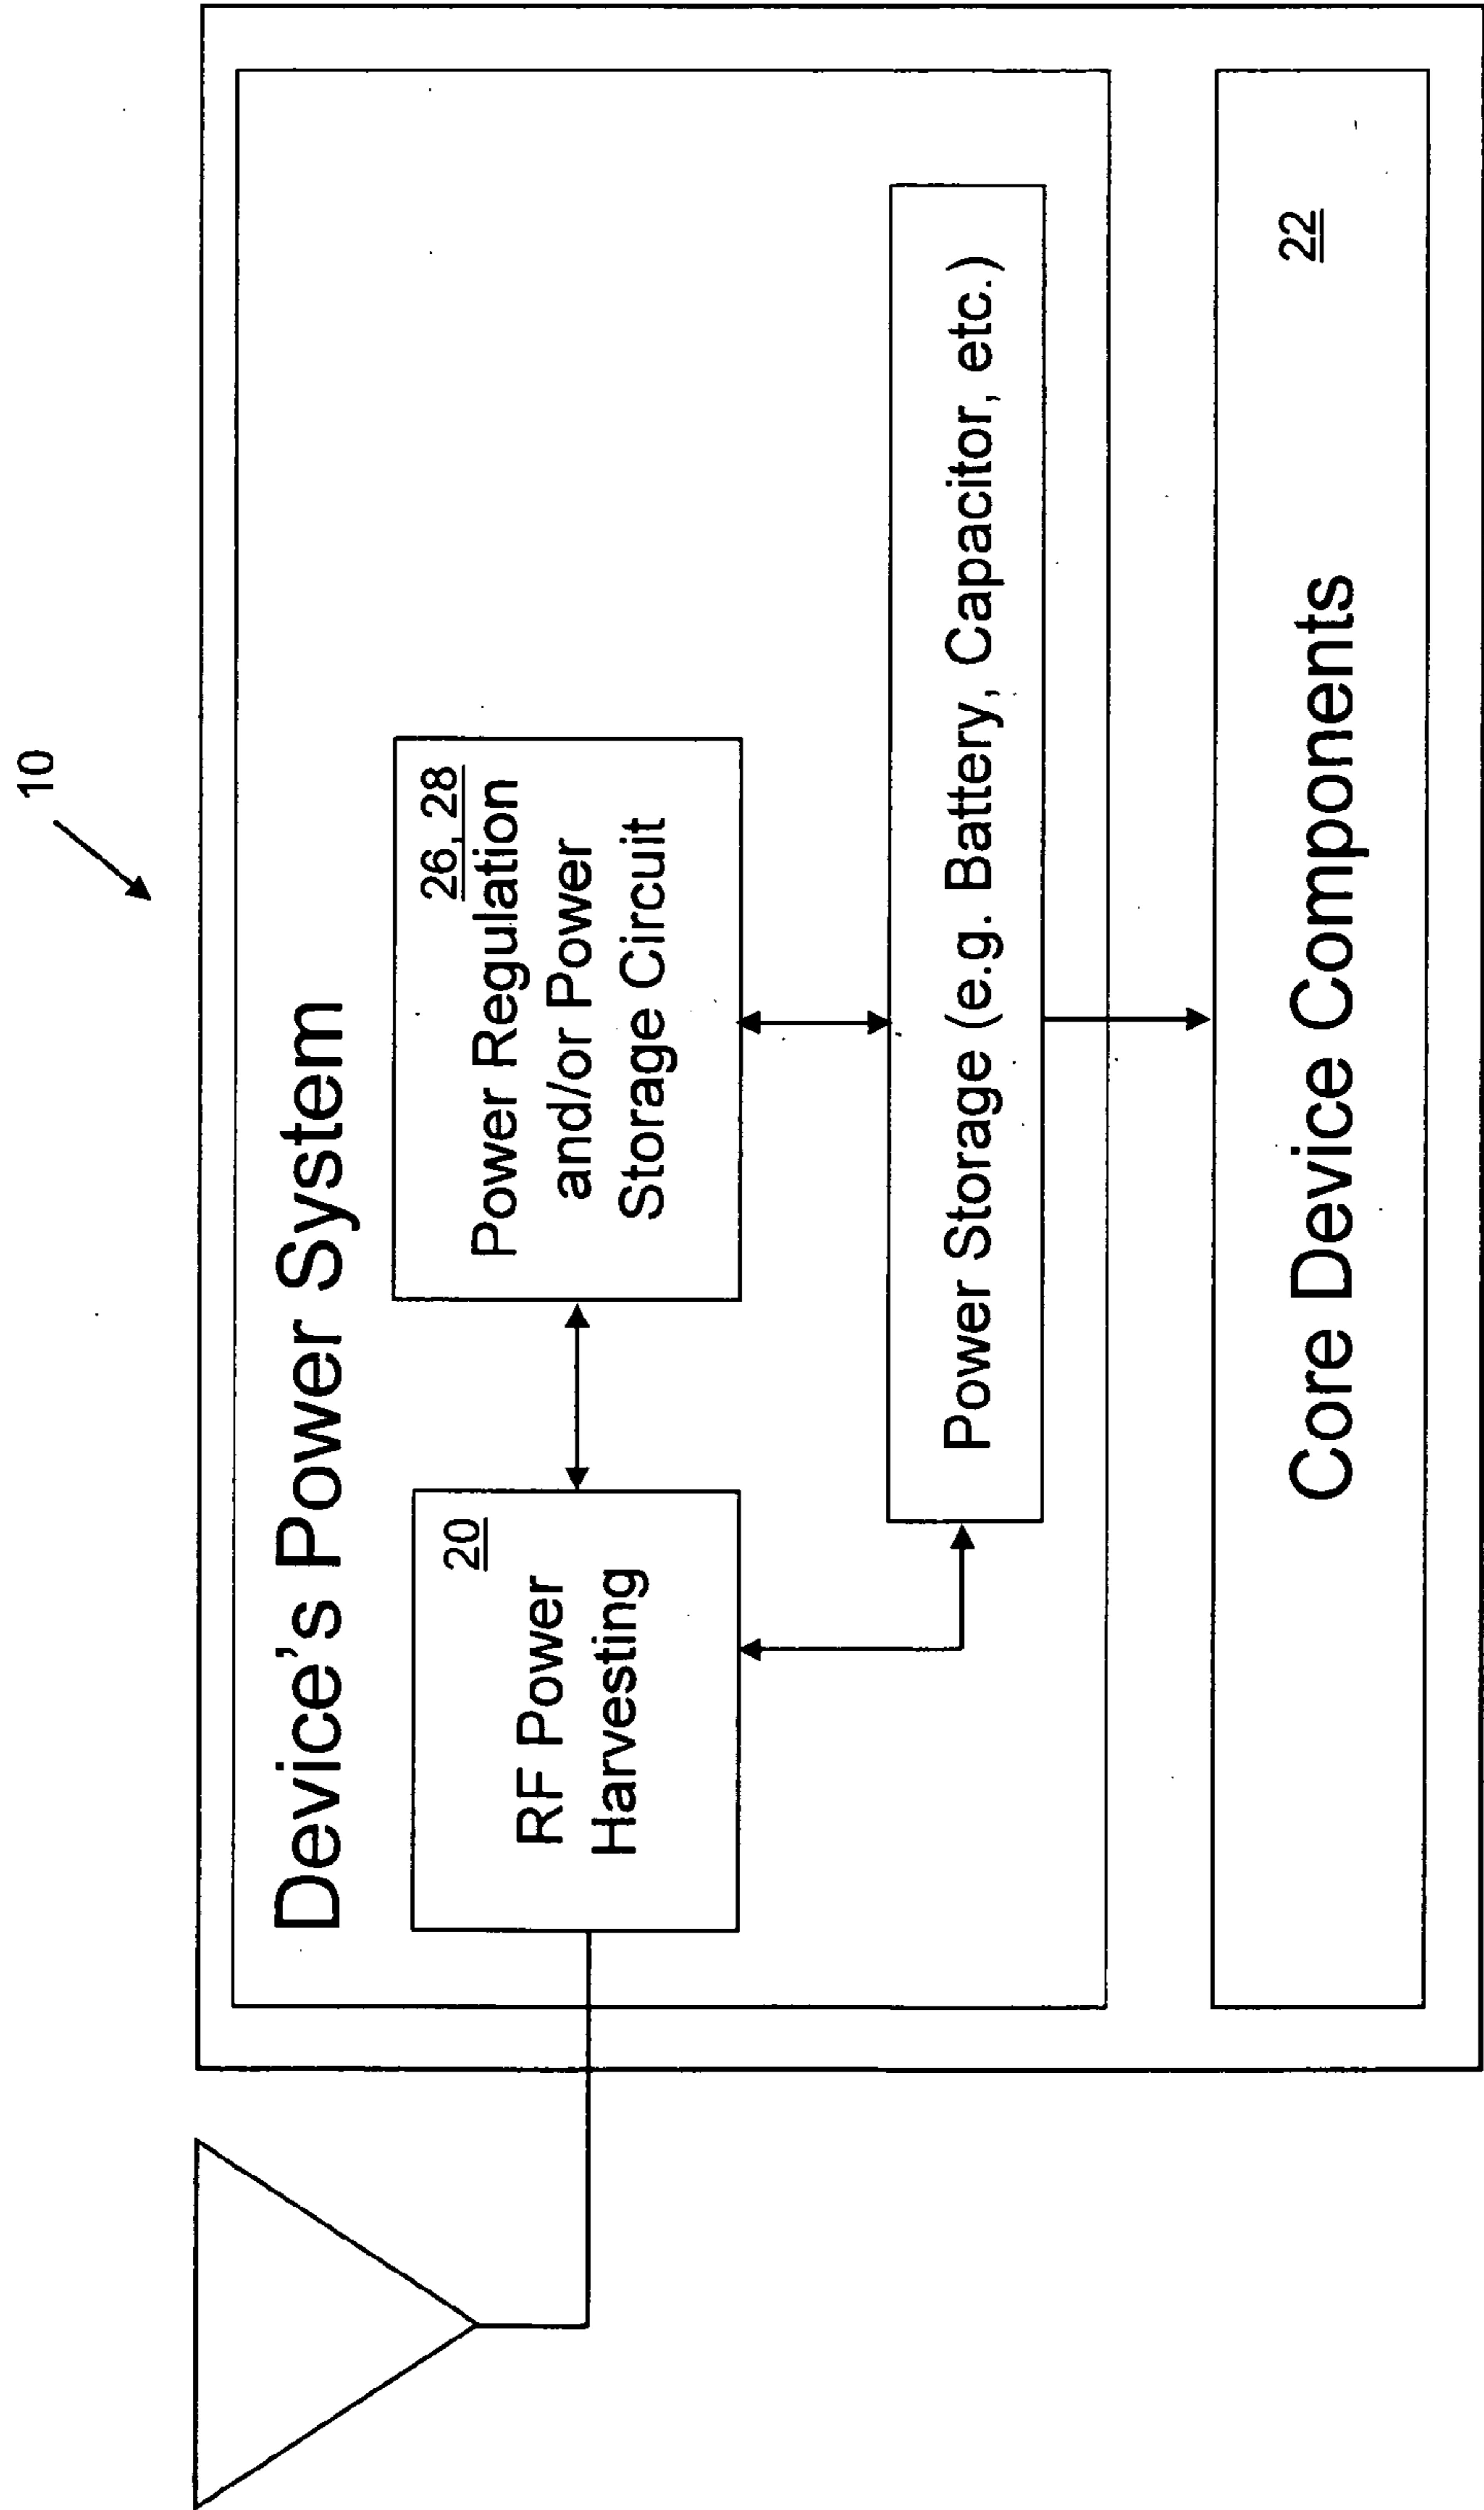 10
Device's Power System
20
RF Power
Harvesting
26, 28
Power Regulation
and/or Power
Storage Circuit
Power Storage (e.g. Battery, Capacitor, etc.)
22
Core Device Components